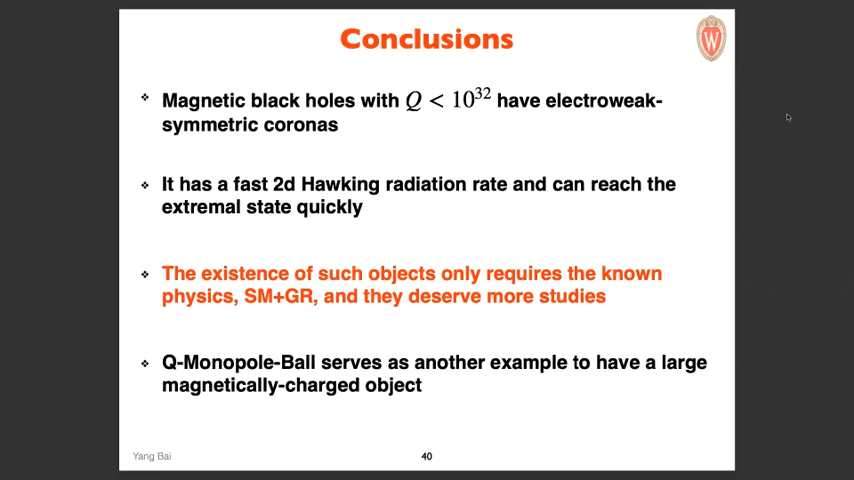 Conclusions
W
❖ Magnetic black holes with Q < 10³² have electroweak-
symmetric coronas
❖ It has a fast 2d Hawking radiation rate and can reach the
extremal state quickly
❖ The existence of such objects only requires the known
physics, SM+GR, and they deserve more studies
❖ Q-Monopole-Ball serves as another example to have a large
magnetically-charged object
Yang Bai
40